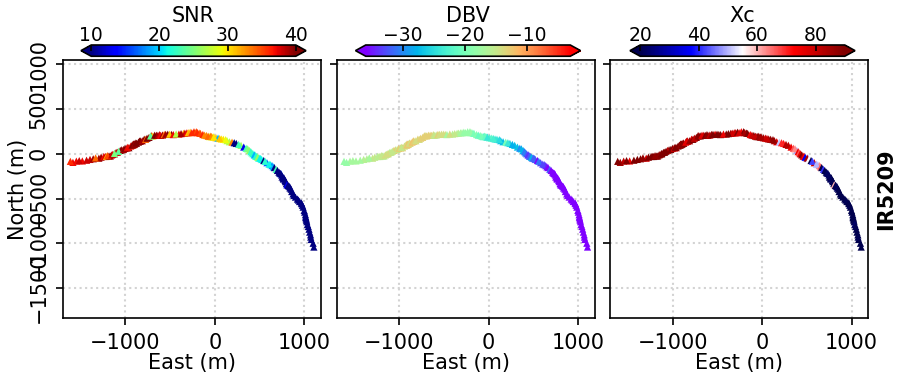 SNR DBV Xc
10 20 30 40 −30 −20 −10 20 40 60 80
1000
500
0
−500
−1000
−1500
North (m)
IR5209
−1000 0 1000 −1000 0 1000 −1000 0 1000
East (m) East (m) East (m)